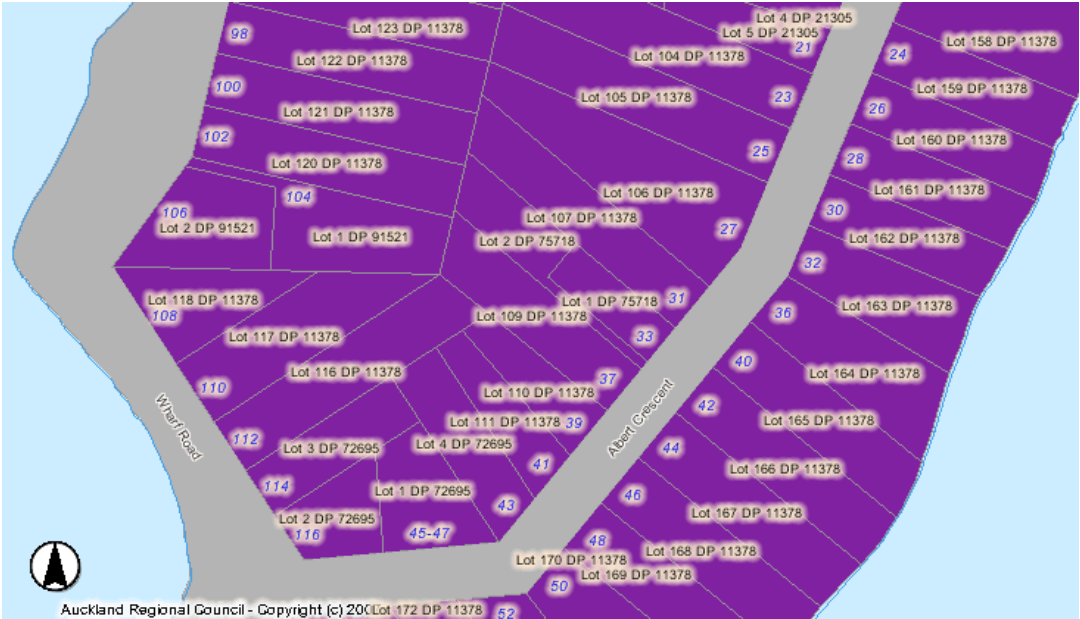 Lot 4 DP 21305
98
Lot 123 DP 11378
Lot 5 DP 21305
21
Lot 158 DP 11378
24
Lot 122 DP 11378
Lot 104 DP 11378
100
Lot 105 DP 11378
23
Lot 159 DP 11378
26
Lot 121 DP 11378
102
Lot 160 DP 11378
25
28
Lot 120 DP 11378
104
Lot 106 DP 11378
Lot 161 DP 11378
106
Lot 107 DP 11378
30
Lot 2 DP 91521
Lot 1 DP 91521
Lot 2 DP 75718
27
Lot 162 DP 11378
32
Lot 118 DP 11378
Lot 1 DP 75718
31
Lot 163 DP 11378
108
Lot 109 DP 11378
36
Lot 117 DP 11378
33
40
Lot 116 DP 11378
37
Lot 164 DP 11378
110
Lot 110 DP 11378
42
Wharf Road
Albert Crescent
Lot 111 DP 11378
39
Lot 165 DP 11378
112
Lot 3 DP 72695
Lot 4 DP 72695
44
41
Lot 166 DP 11378
114
Lot 1 DP 72695
46
43
Lot 167 DP 11378
Lot 2 DP 72695
116
45-47
48
Lot 168 DP 11378
Lot 170 DP 11378
Lot 169 DP 11378
50
Auckland Regional Council - Copyright (c)
Lot 172 DP 11378
52